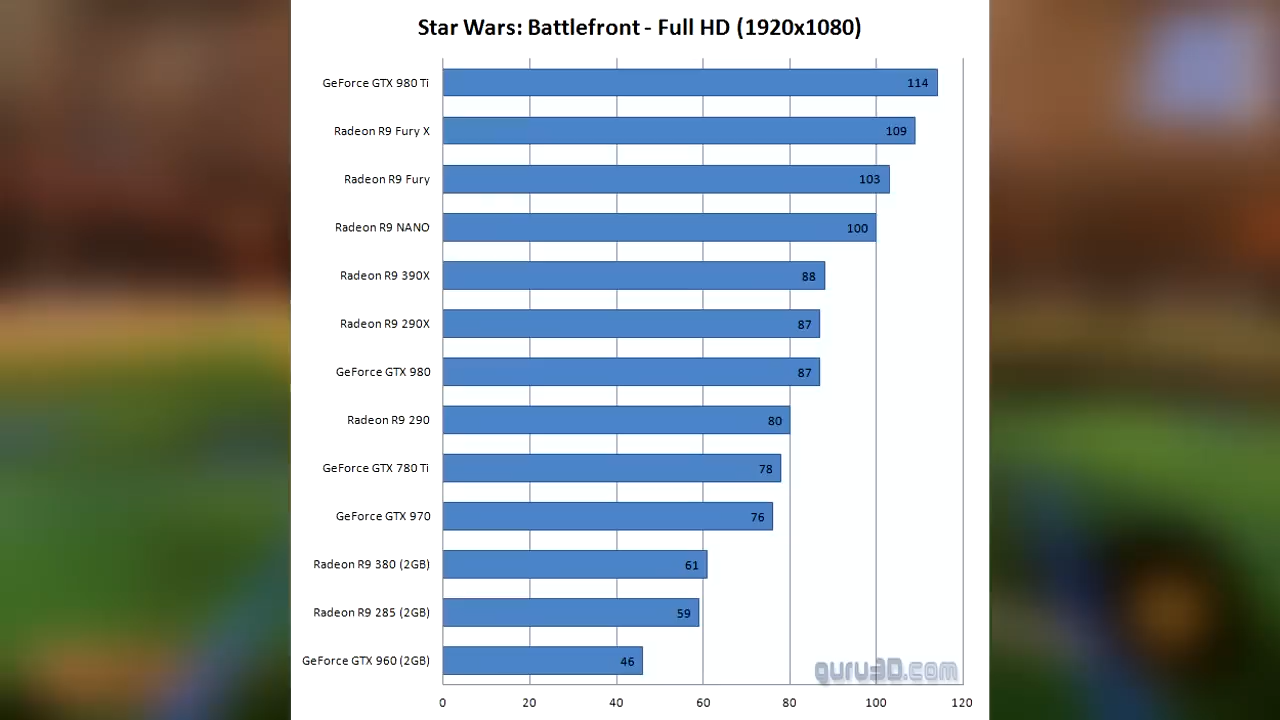 Star Wars: Battlefront - Full HD (1920x1080)
GeForce GTX 980 Ti 114
Radeon R9 Fury X 109
Radeon R9 Fury 103
Radeon R9 NANO 100
Radeon R9 390X 88
Radeon R9 290X 87
GeForce GTX 980 87
Radeon R9 290 80
GeForce GTX 780 Ti 78
GeForce GTX 970 76
Radeon R9 380 (2GB) 61
Radeon R9 285 (2GB) 59
GeForce GTX 960 (2GB) 46
guru3D.com
0 20 40 60 80 100 120